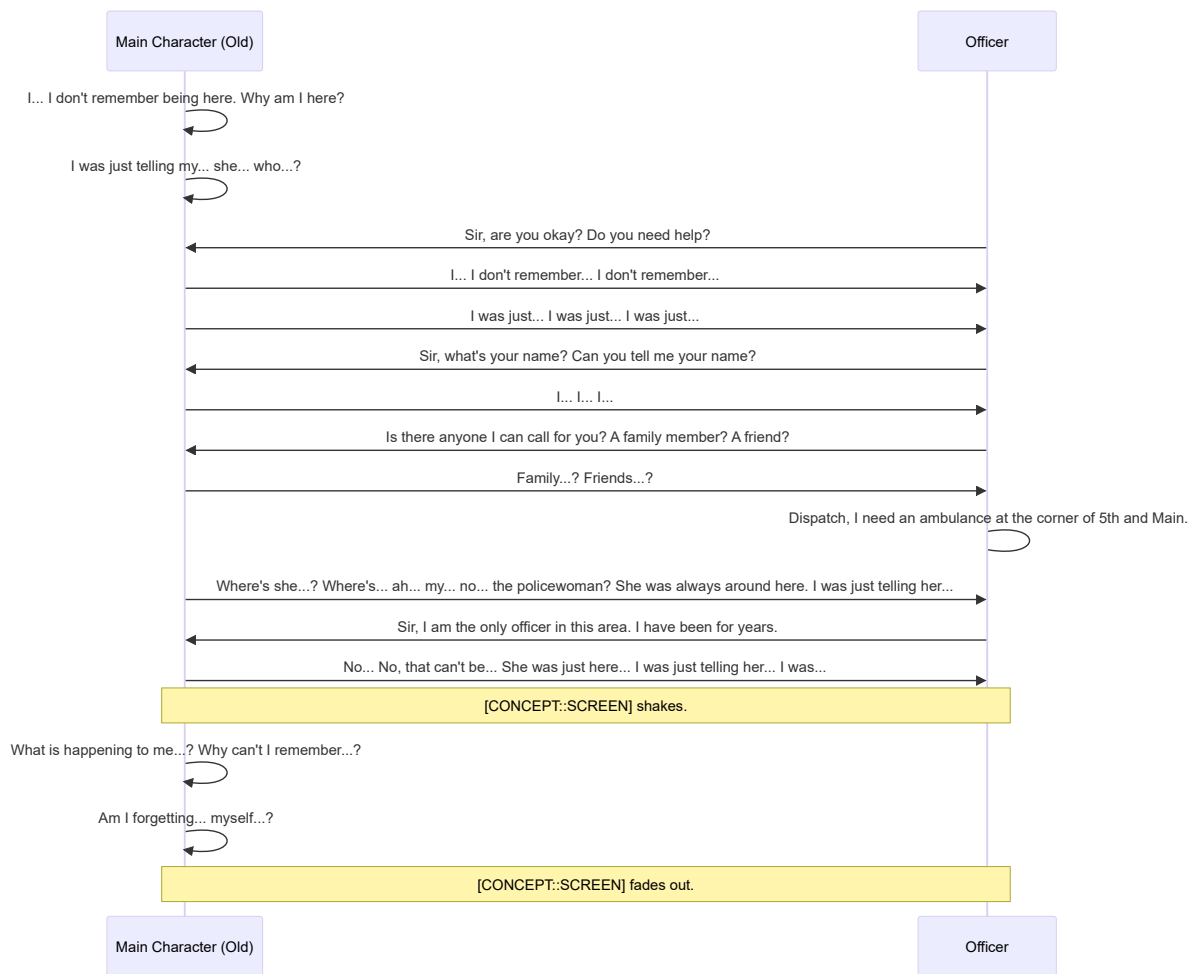 Main Character (Old)
Officer
I... I don't remember being here. Why am I here?
I was just telling my... she... who...?
Sir, are you okay? Do you need help?
I... I don't remember... I don't remember...
I was just... I was just... I was just...
Sir, what's your name? Can you tell me your name?
I... I... I...
Is there anyone I can call for you? A family member? A friend?
Family...? Friends...?
Dispatch, I need an ambulance at the corner of 5th and Main.
Where's she...? Where's... ah... my... no... the policewoman? She was always around here. I was just telling her...
Sir, I am the only officer in this area. I have been for years.
No... No, that can't be... She was just here... I was just telling her... I was...
[CONCEPT::SCREEN] shakes.
What is happening to me...? Why can't I remember...?
Am I forgetting... myself...?
[CONCEPT::SCREEN] fades out.
Main Character (Old)
Officer